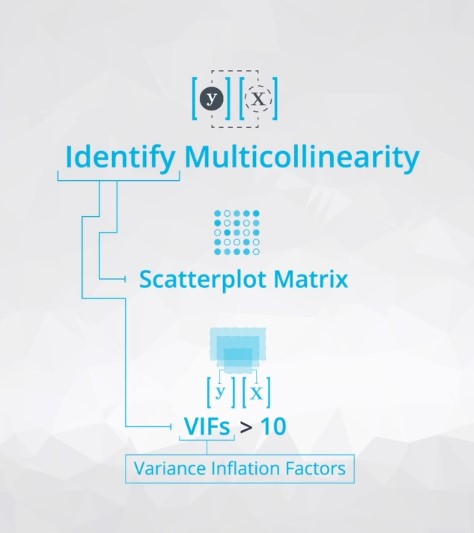 [y][X]
Identify Multicollinearity
Scatterplot Matrix
[y][X]
VIFs > 10
Variance Inflation Factors